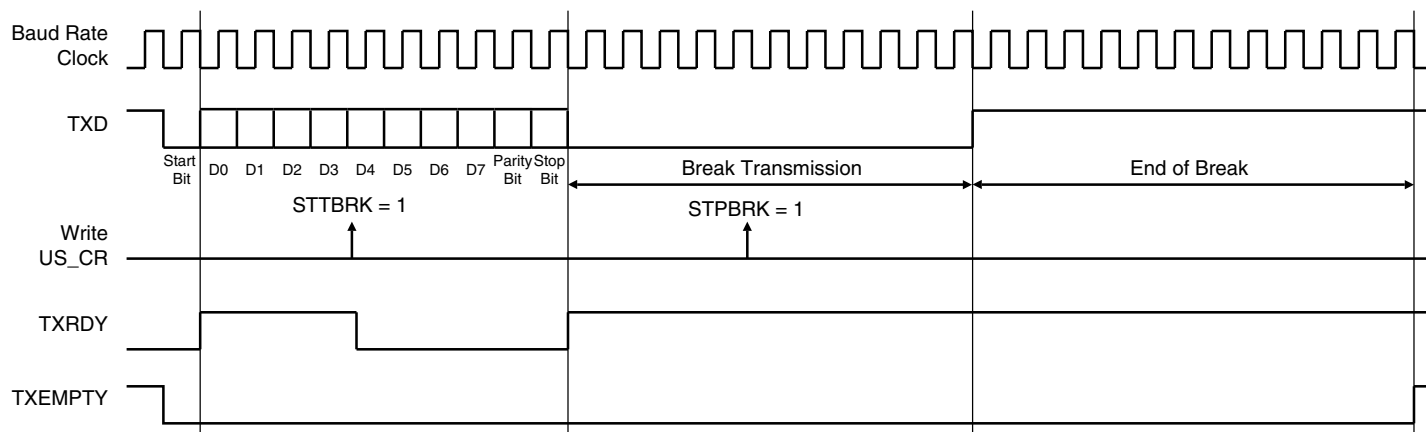 Baud Rate
Clock
TXD
Start
Bit
D0 D1 D2 D3 D4 D5 D6 D7
Parity
Bit
Stop
Bit
Break Transmission
End of Break
STTBRK = 1
STPBRK = 1
Write
US_CR
TXRDY
TXEMPTY